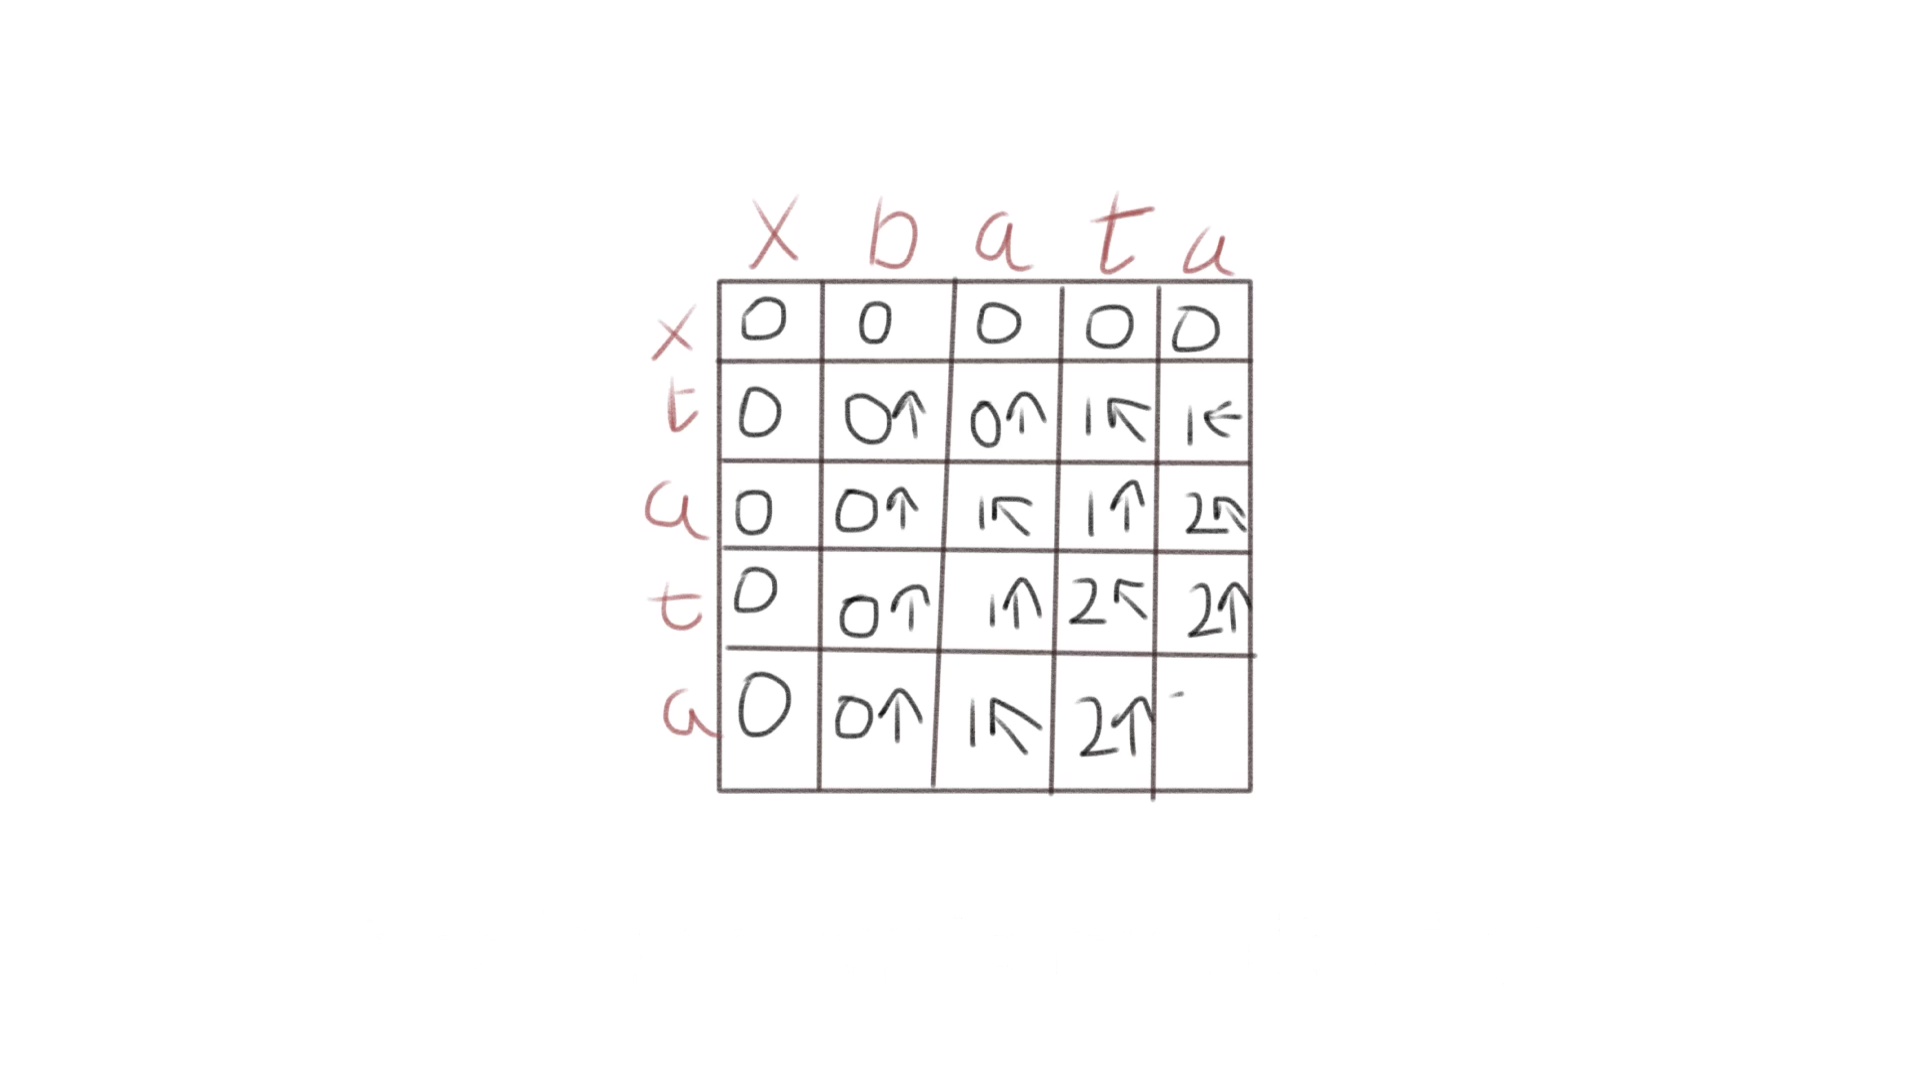 x b a t a
x 0 0 0 0 0
t 0 0↑ 0↑ 1↖ 1←
a 0 0↑ 1↖ 1↑ 2↖
t 0 0↑ 1↑ 2↖ 2↑
a 0 0↑ 1↖ 2↑ -